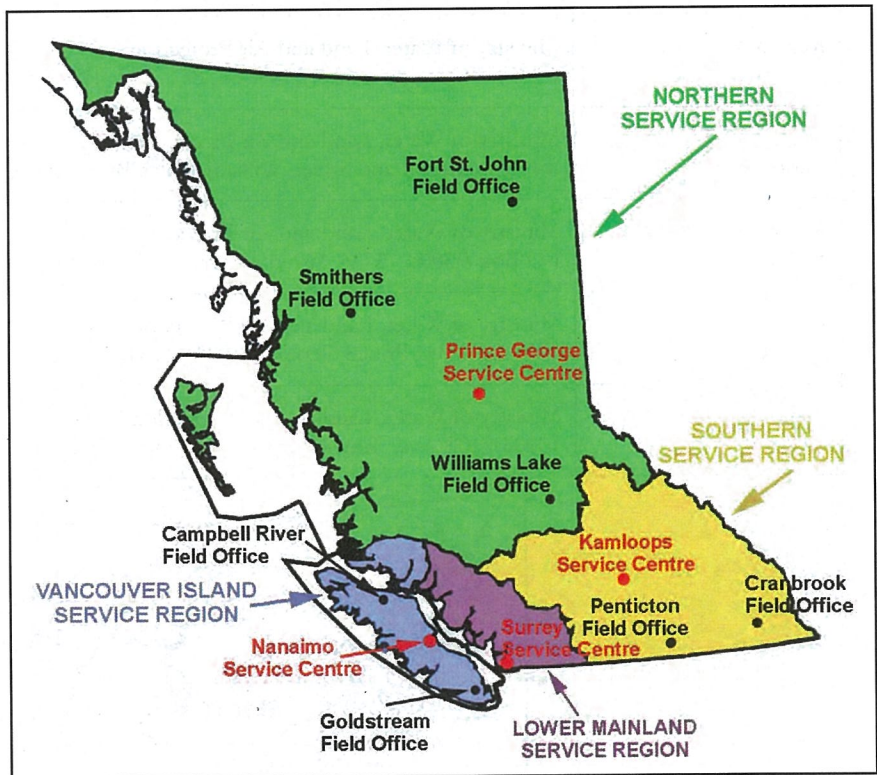 NORTHERN
SERVICE REGION
Fort St. John
Field Office
Smithers
Field Office
Prince George
Service Centre
SOUTHERN
SERVICE REGION
Williams Lake
Field Office
Campbell River
Field Office
Kamloops
Service Centre
VANCOUVER ISLAND
SERVICE REGION
Cranbrook
Field Office
Penticton
Field Office
Surrey
Service Centre
Nanaimo
Service Centre
Goldstream
Field Office
LOWER MAINLAND
SERVICE REGION